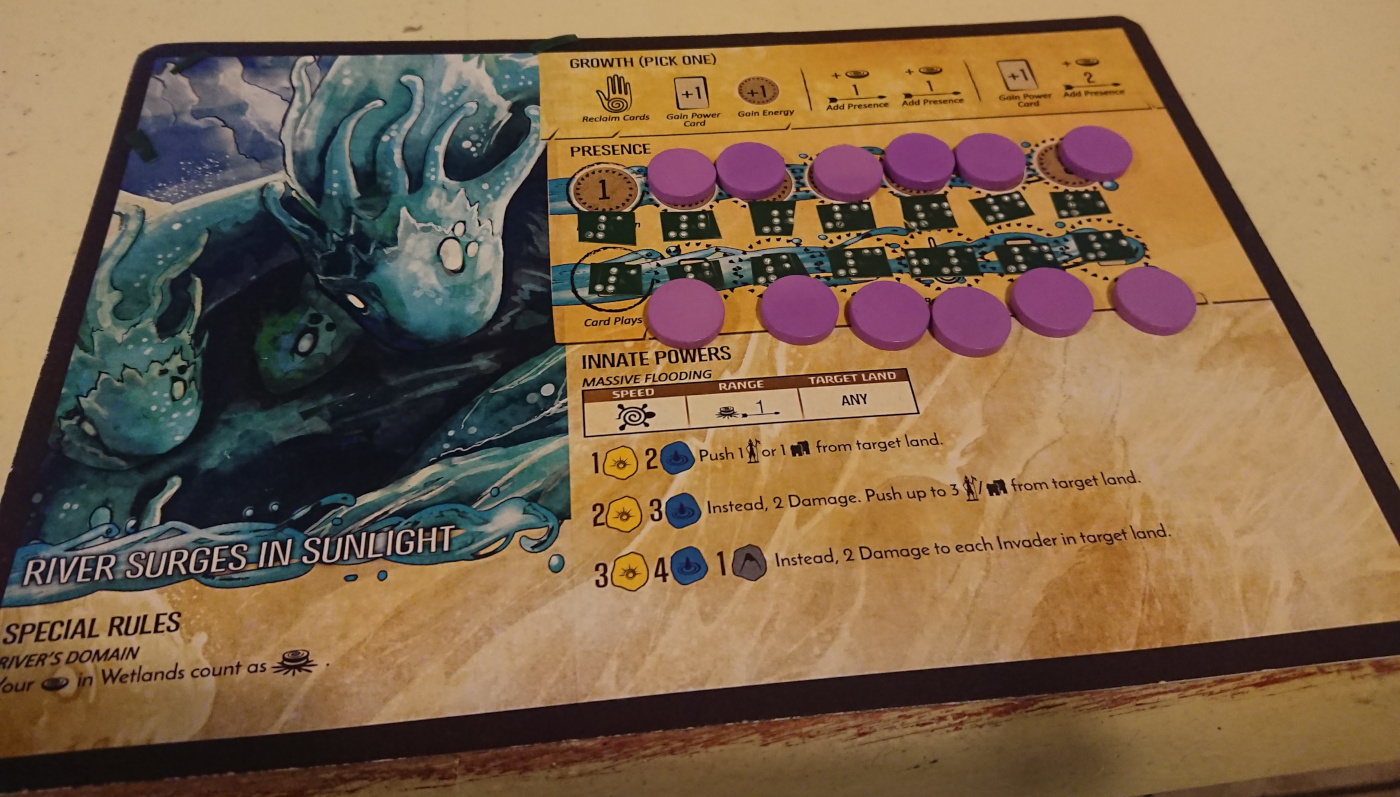 GROWTH (PICK ONE)
+1
+1
+ 1
+ 1
+1
+ 2
Reclaim Cards
Gain Power Card
Gain Energy
Add Presence
Add Presence
Gain Power Card
Add Presence
PRESENCE
1
Card Plays
INNATE POWERS
MASSIVE FLOODING
SPEED RANGE TARGET LAND
1 ANY
1 2 Push 1 or 1 from target land.
2 3 Instead, 2 Damage. Push up to 3 / from target land.
3 4 1 Instead, 2 Damage to each Invader in target land.
RIVER SURGES IN SUNLIGHT
SPECIAL RULES
RIVER'S DOMAIN
Your in Wetlands count as .